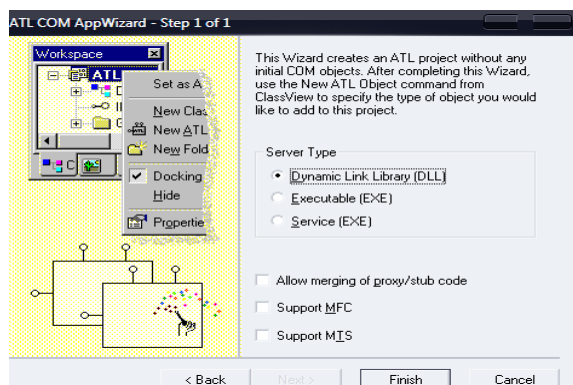 ATL COM AppWizard - Step 1 of 1
Workspace
ATL
Set as A
New Clas
New ATL
New Fold
Docking
Hide
Propertie
This Wizard creates an ATL project without any
initial COM objects. After completing this Wizard,
use the New ATL Object command from
ClassView to specify the type of object you would
like to add to this project.
Server Type
Dynamic Link Library (DLL)
Executable (EXE)
Service (EXE)
Allow merging of proxy/stub code
Support MFC
Support MTS
< Back
Next >
Finish
Cancel